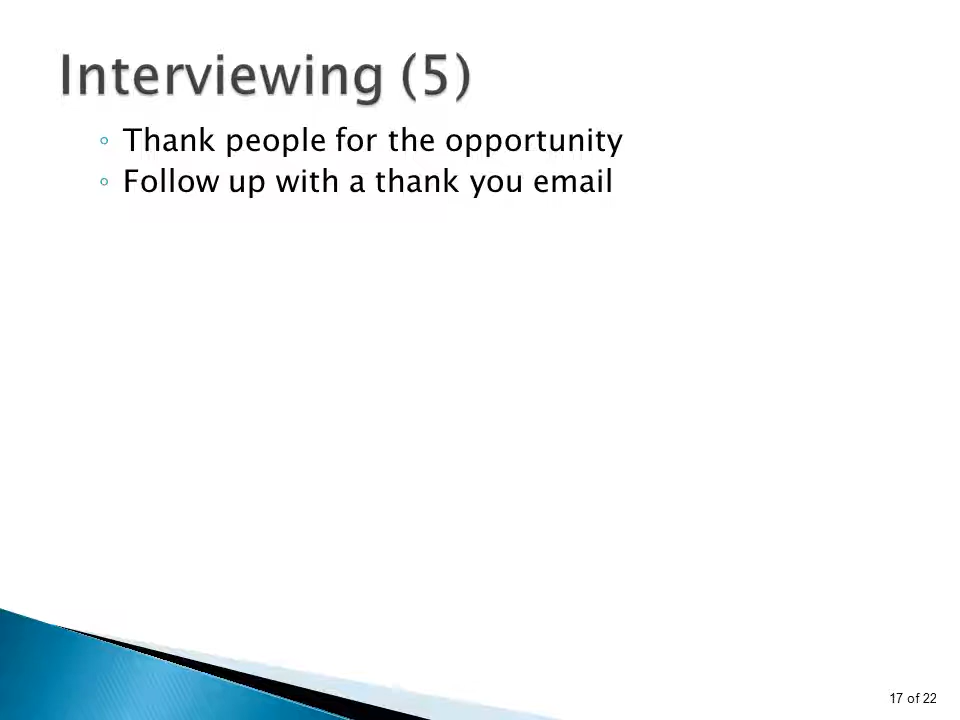 Interviewing (5)
◦ Thank people for the opportunity
◦ Follow up with a thank you email
17 of 22